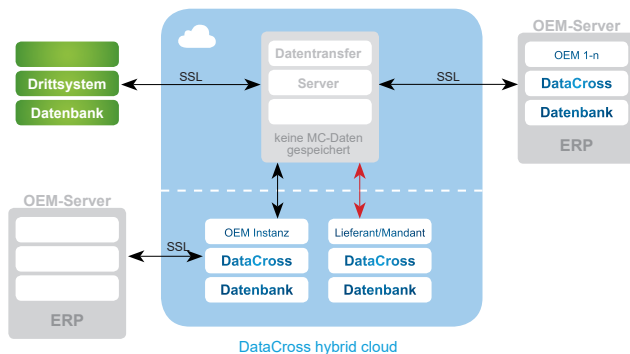 OEM-Server
Datentransfer
OEM 1-n
SSL
SSL
Drittsystem
Server
DataCross
Datenbank
Datenbank
keine MC-Daten
gespeichert
ERP
OEM-Server
OEM Instanz
Lieferant/Mandant
SSL
DataCross
DataCross
Datenbank
Datenbank
ERP
DataCross hybrid cloud